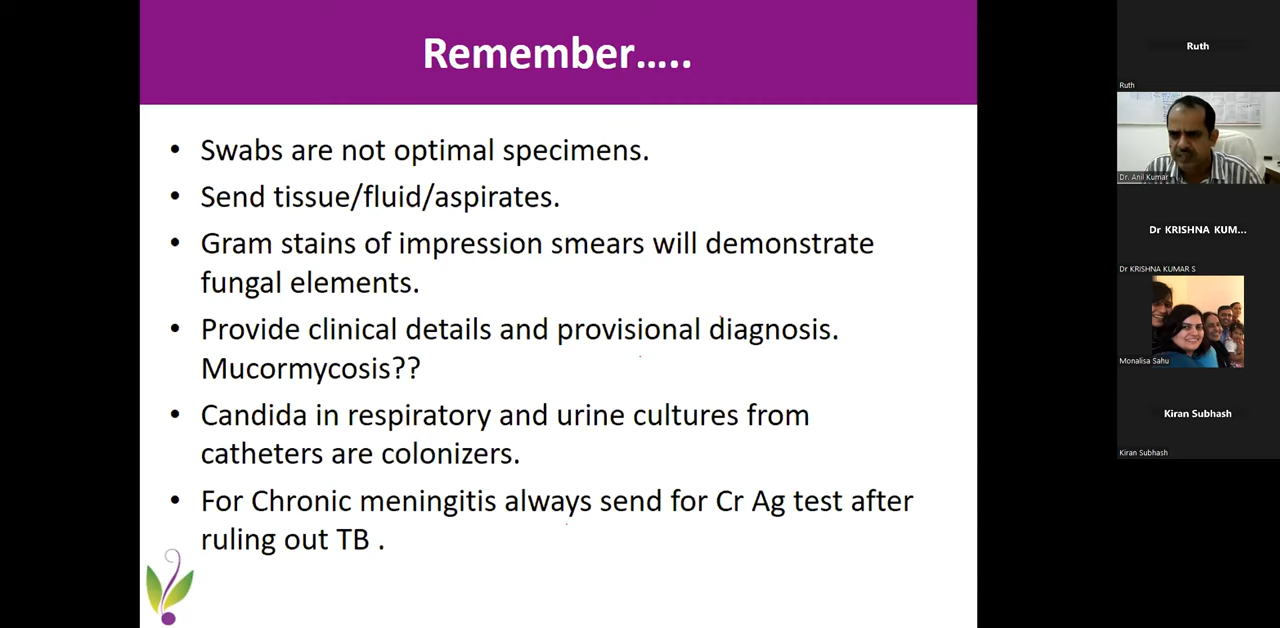 Remember.....
• Swabs are not optimal specimens.
• Send tissue/fluid/aspirates.
• Gram stains of impression smears will demonstrate
fungal elements.
• Provide clinical details and provisional diagnosis.
Mucormycosis??
• Candida in respiratory and urine cultures from
catheters are colonizers.
• For Chronic meningitis always send for Cr Ag test after
ruling out TB .
Ruth
Ruth
Dr. Anil Kumar
Dr KRISHNA KUM...
Dr KRISHNA KUMAR S
Monalisa Sahu
Kiran Subhash
Kiran Subhash